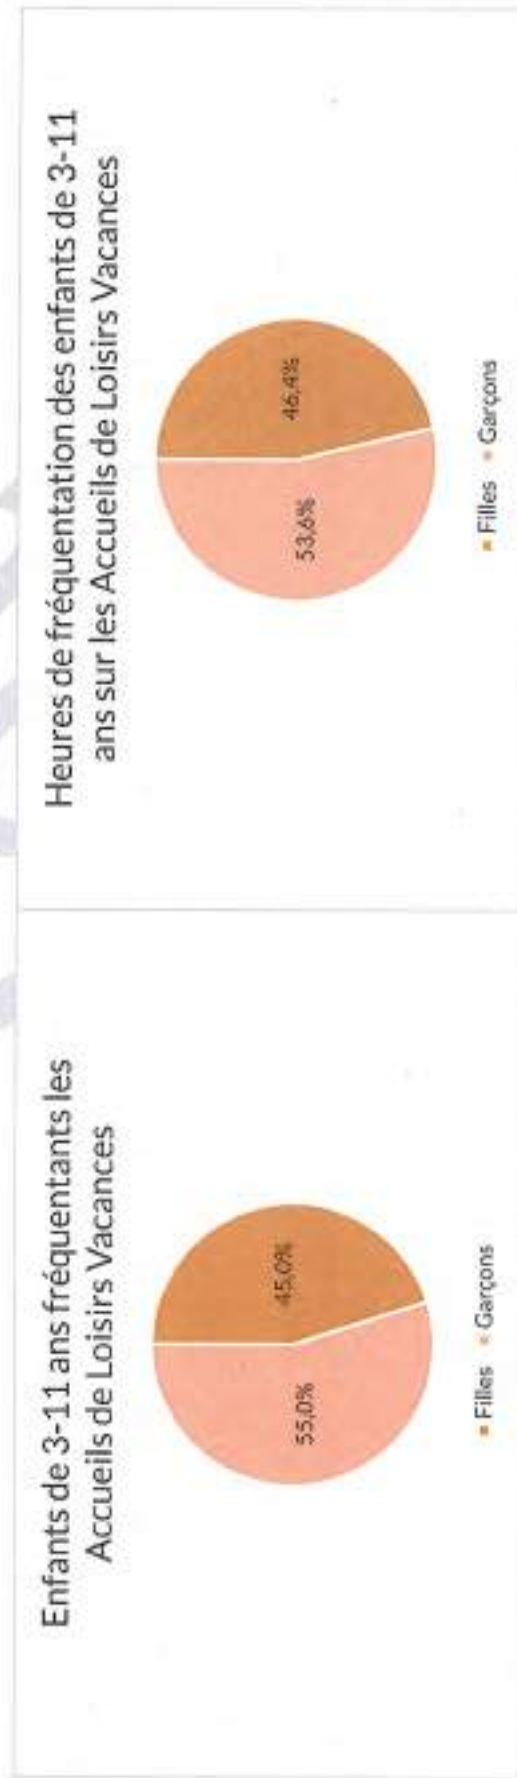 Enfants de 3-11 ans fréquentants les
Accueils de Loisirs Vacances
55,0%
45,0%
Filles Garçons
Heures de fréquentation des enfants de 3-11
ans sur les Accueils de Loisirs Vacances
53,6%
46,4%
Filles Garçons